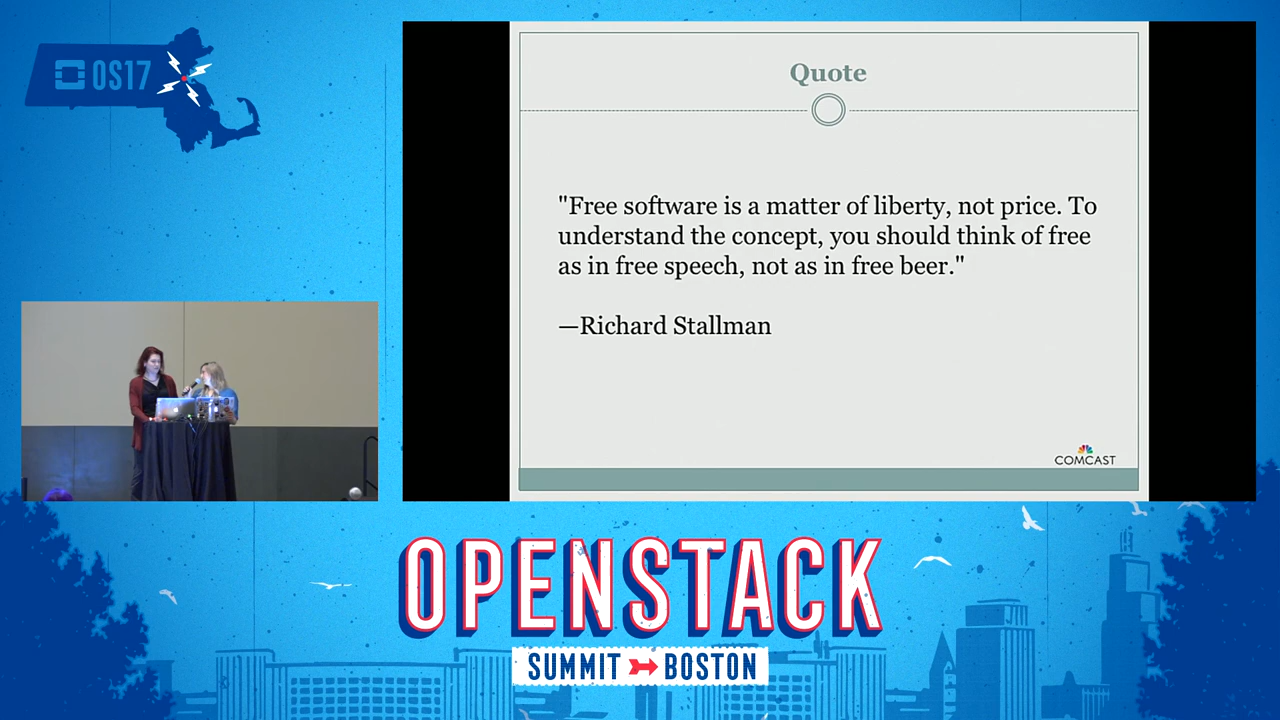 OS17
Quote
"Free software is a matter of liberty, not price. To
understand the concept, you should think of free
as in free speech, not as in free beer."
—Richard Stallman
COMCAST
OPENSTACK
SUMMIT BOSTON